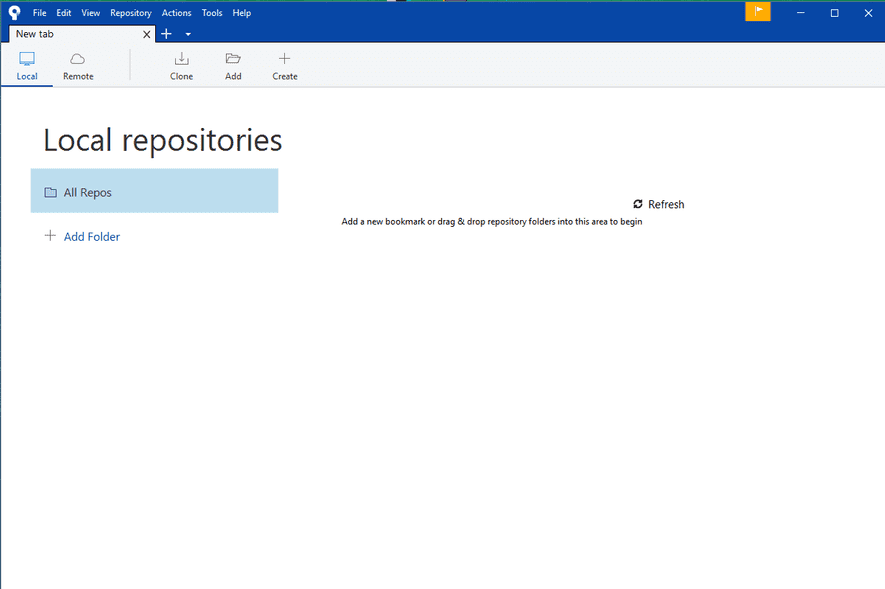 File Edit View Repository Actions Tools Help
New tab
Local Remote Clone Add Create
Local repositories
All Repos
Refresh
Add a new bookmark or drag & drop repository folders into this area to begin
Add Folder